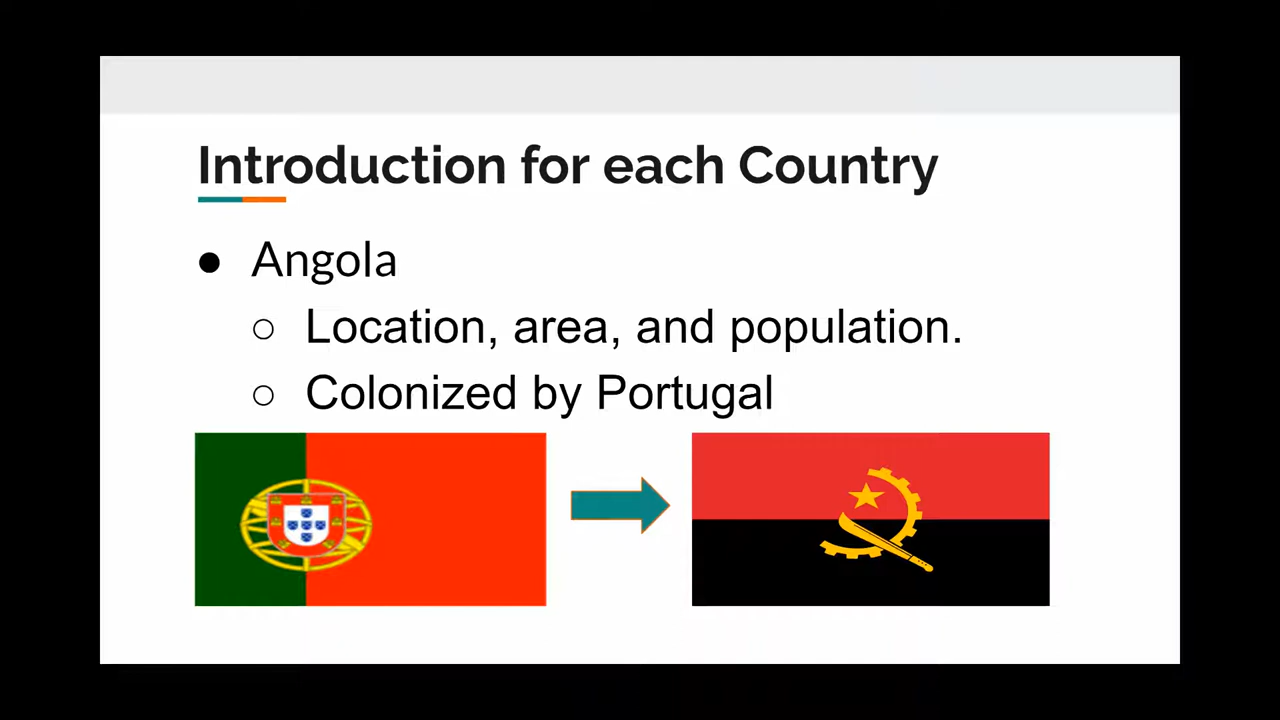 Introduction for each Country
● Angola
○ Location, area, and population.
○ Colonized by Portugal